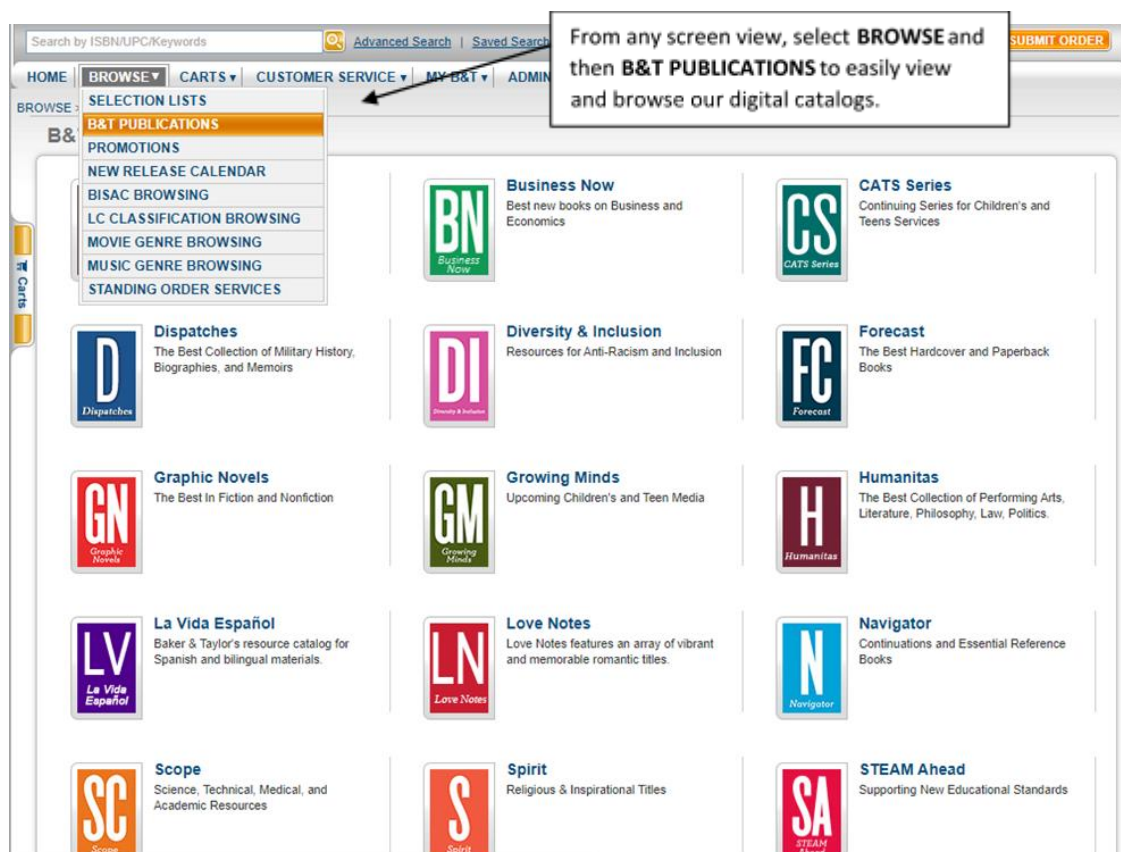 Search by ISBN/UPC/Keywords
Advanced Search | Saved Search
SUBMIT ORDER
From any screen view, select BROWSE and
then B&T PUBLICATIONS to easily view
and browse our digital catalogs.
HOME BROWSE▼ CARTS▼ CUSTOMER SERVICE▼ MY B&T▼ ADMIN
BROWSE
SELECTION LISTS
B&T PUBLICATIONS
PROMOTIONS
NEW RELEASE CALENDAR
BISAC BROWSING
LC CLASSIFICATION BROWSING
MOVIE GENRE BROWSING
MUSIC GENRE BROWSING
STANDING ORDER SERVICES
Carts
BN
Business
Now
Business Now
Best new books on Business and
Economics
CS
CATS Series
CATS Series
Continuing Series for Children's and
Teens Services
D
Dispatches
Dispatches
The Best Collection of Military History,
Biographies, and Memoirs
DI
Diversity & Inclusion
Diversity & Inclusion
Resources for Anti-Racism and Inclusion
FC
Forecast
Forecast
The Best Hardcover and Paperback
Books
GN
Graphic
Novels
Graphic Novels
The Best In Fiction and Nonfiction
GM
Growing
Minds
Growing Minds
Upcoming Children's and Teen Media
H
Humanitas
Humanitas
The Best Collection of Performing Arts,
Literature, Philosophy, Law, Politics.
LV
La Vida
Español
La Vida Español
Baker & Taylor's resource catalog for
Spanish and bilingual materials.
LN
Love Notes
Love Notes
Love Notes features an array of vibrant
and memorable romantic titles.
N
Navigator
Navigator
Continuations and Essential Reference
Books
SC
Scope
Scope
Science, Technical, Medical, and
Academic Resources
S
Spirit
Spirit
Religious & Inspirational Titles
SA
STEAM
Ahead
STEAM Ahead
Supporting New Educational Standards